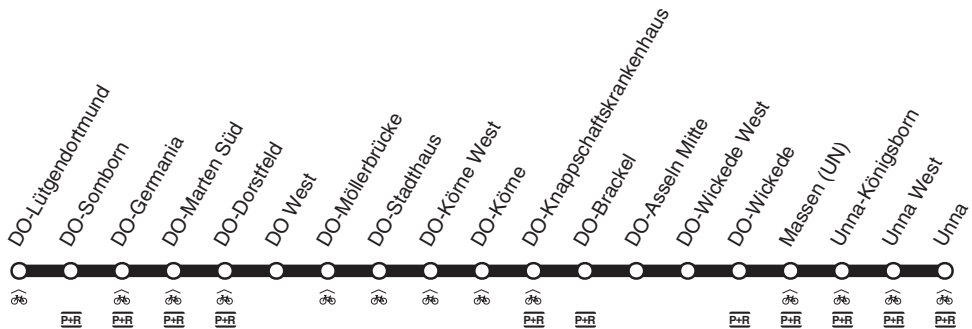 DO-Lütgendortmund
DO-Somborn
DO-Germania
DO-Marten Süd
DO-Dorstfeld
DO West
DO-Möllerbrücke
DO-Stadthaus
DO-Körne West
DO-Körne
DO-Knappschaftskrankenhaus
DO-Brackel
DO-Asseln Mitte
DO-Wickede West
DO-Wickede
Massen (UN)
Unna-Königsborn
Unna West
Unna
P+R P+R P+R P+R P+R P+R P+R P+R P+R P+R P+R